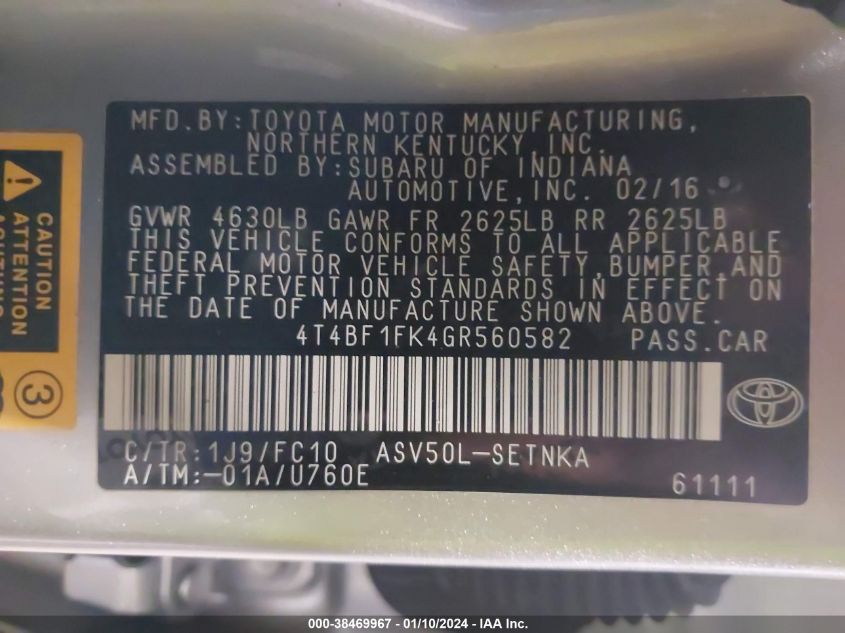 MFD.BY:TOYOTA MOTOR MANUFACTURING,
NORTHERN KENTUCKY, INC.
ASSEMBLED BY:SUBARU OF INDIANA
AUTOMOTIVE,INC. 02/16
GVWR 4630LB GAWR FR 2625LB RR 2625LB
THIS VEHICLE CONFORMS TO ALL APPLICABLE
FEDERAL MOTOR VEHICLE SAFETY,BUMPER,AND
THEFT PREVENTION STANDARDS IN EFFECT ON
THE DATE OF MANUFACTURE SHOWN ABOVE.
4T4BF1FK4GR560582 PASS.CAR
C/TR:1J9/FC10 ASV50L-SETNKA
A/TM:-01A/U760E 61111
CAUTION
ATTENTION
3
000-38469967 - 01/10/2024 - IAA Inc.